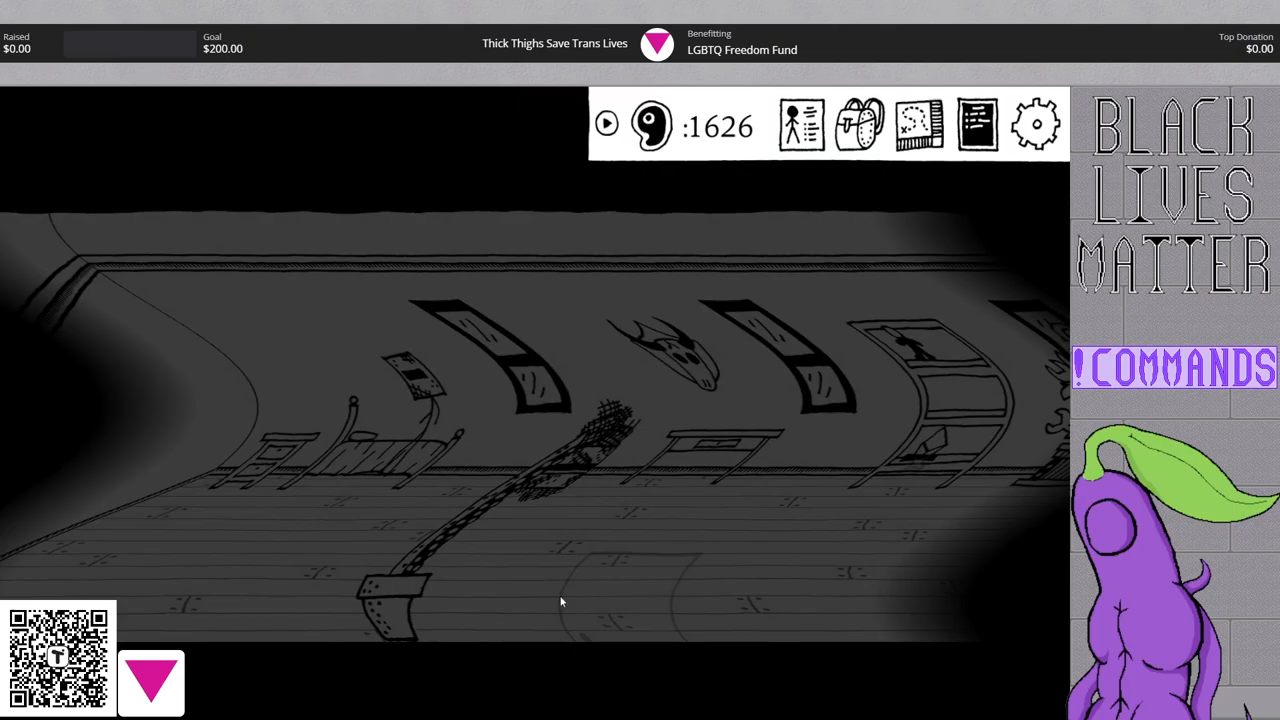 Raised
$0.00
Goal
$200.00
Thick Thighs Save Trans Lives
Benefitting
LGBTQ Freedom Fund
Top Donation
$0.00
:1626
BLACK
LIVES
MATTER
!COMMANDS
T